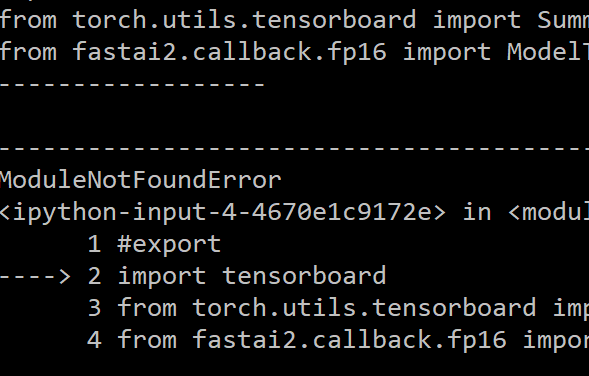 from torch.utils.tensorboard import Summ
from fastai2.callback.fp16 import ModelT
------------------
----------------------------------------
ModuleNotFoundError
<ipython-input-4-4670e1c9172e> in <modul
1 #export
----> 2 import tensorboard
3 from torch.utils.tensorboard imp
4 from fastai2.callback.fp16 impor